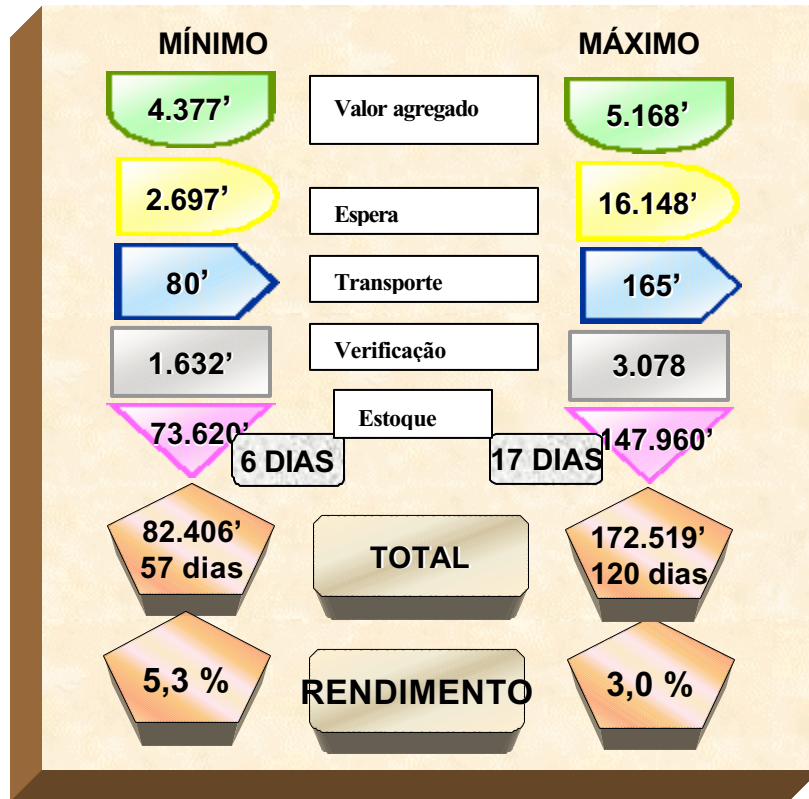 MÍNIMO
MÁXIMO
4.377’
Valor agregado
5.168’
2.697’
Espera
16.148’
80’
Transporte
165’
1.632’
Verificação
3.078
73.620’
Estoque
147.960’
6 DIAS
17 DIAS
82.406’
57 dias
TOTAL
172.519’
120 dias
5,3 %
RENDIMENTO
3,0 %